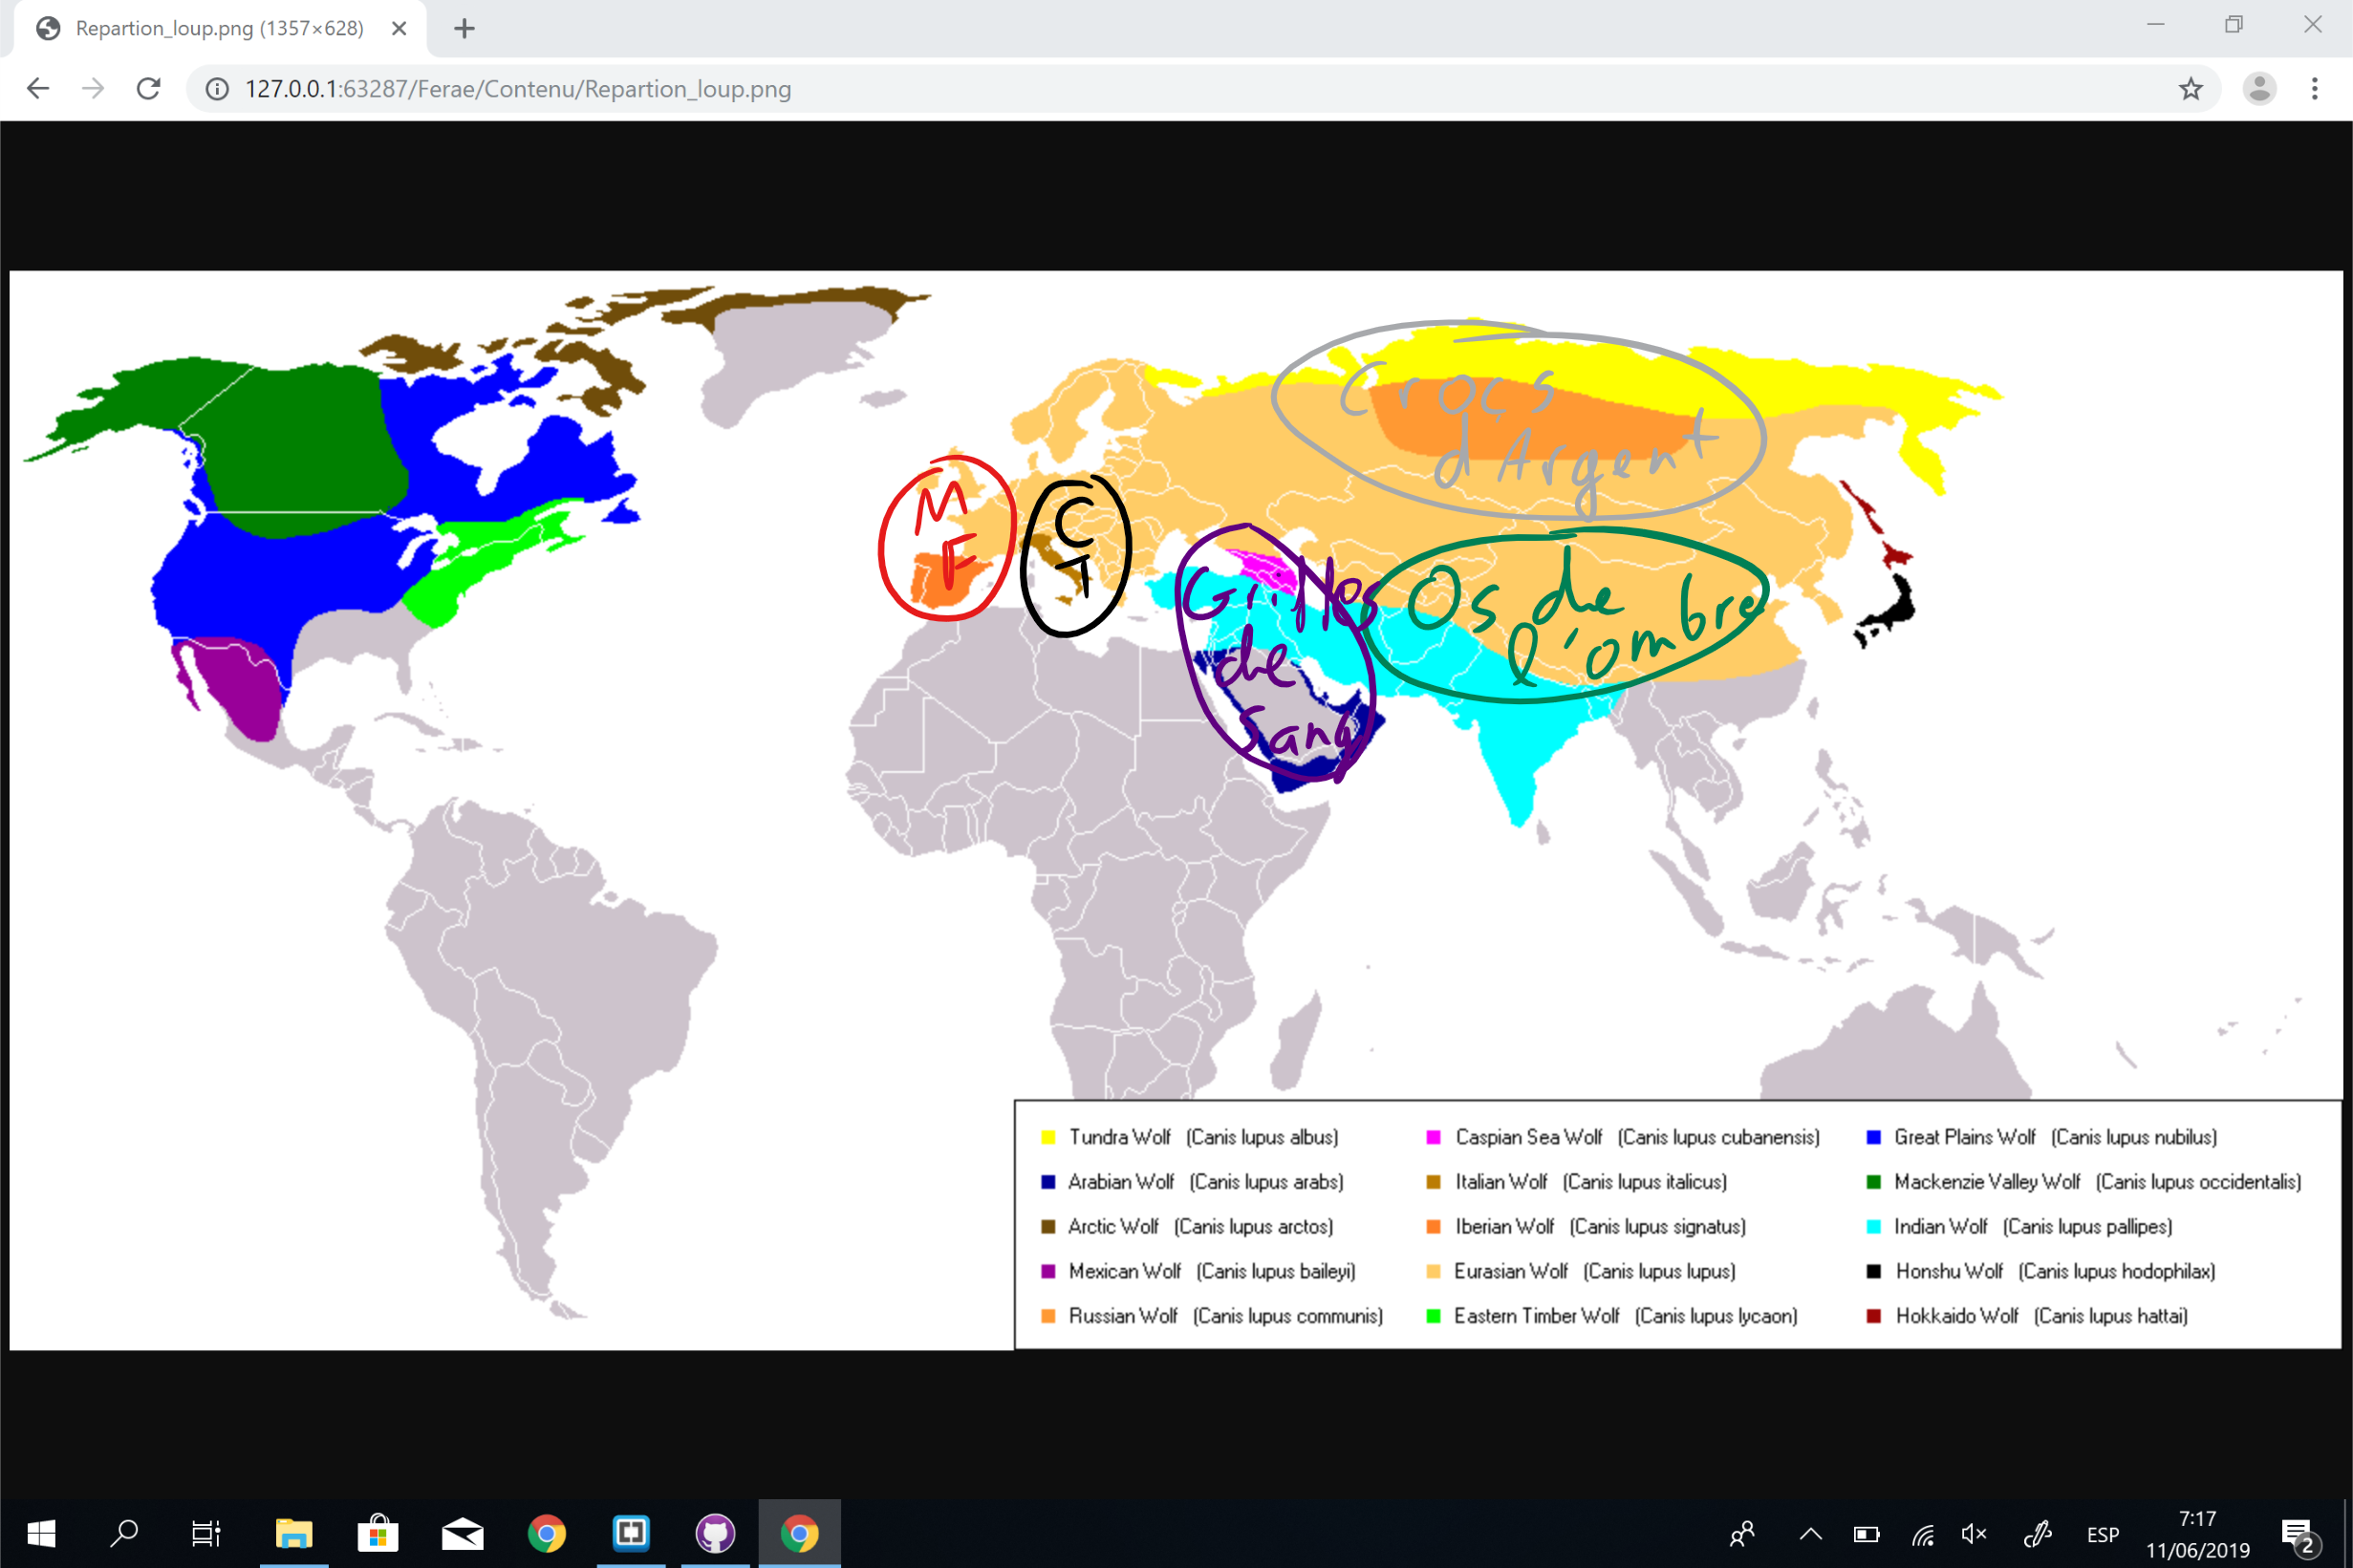 Repartion_loup.png (1357×628)
127.0.0.1:63287/Ferae/Contenu/Repartion_loup.png
Crocs
d'Argent
M
F
C
T
Griffes
de
Sang
Os de
l'ombre
Tundra Wolf (Canis lupus albus)
Caspian Sea Wolf (Canis lupus cubanensis)
Great Plains Wolf (Canis lupus nubilus)
Arabian Wolf (Canis lupus arabs)
Italian Wolf (Canis lupus italicus)
Mackenzie Valley Wolf (Canis lupus occidentalis)
Arctic Wolf (Canis lupus arctos)
Iberian Wolf (Canis lupus signatus)
Indian Wolf (Canis lupus pallipes)
Mexican Wolf (Canis lupus baileyi)
Eurasian Wolf (Canis lupus lupus)
Honshu Wolf (Canis lupus hodophilax)
Russian Wolf (Canis lupus communis)
Eastern Timber Wolf (Canis lupus lycaon)
Hokkaido Wolf (Canis lupus hattai)
ESP
7:17
11/06/2019
2